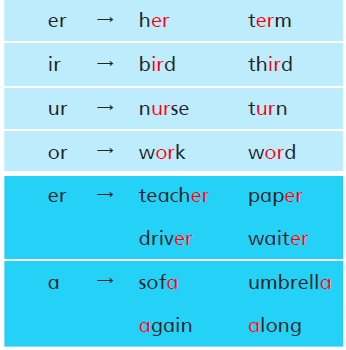 er → her term
ir → bird third
ur → nurse turn
or → work word
er → teacher paper
driver waiter
a → sofa umbrella
again along